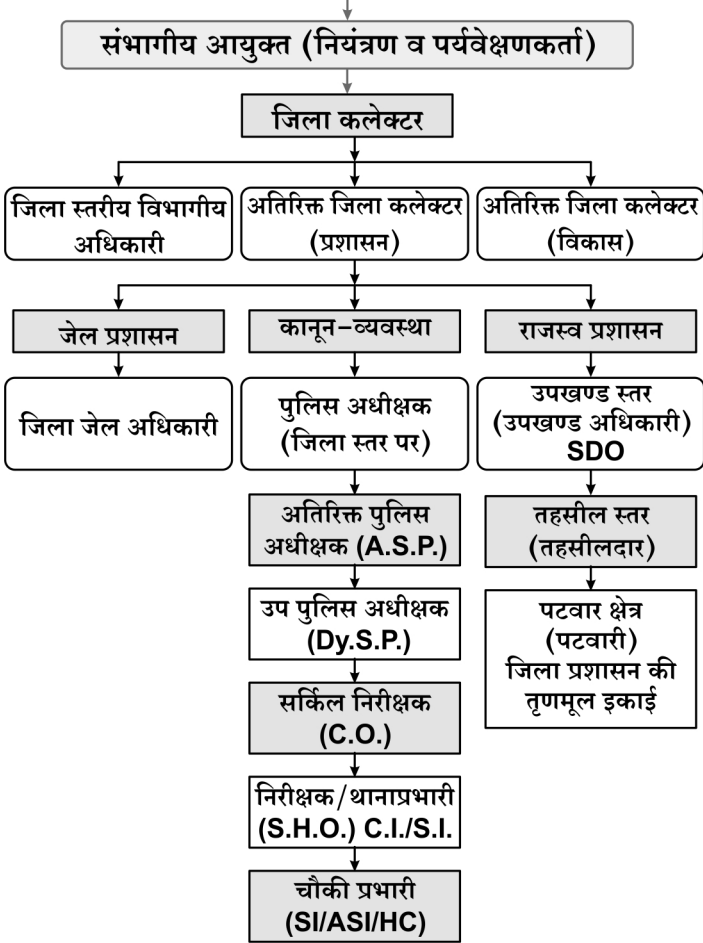 संभागीय आयुक्त (नियंत्रण व पर्यवेक्षणकर्ता)
जिला कलेक्टर
जिला स्तरीय विभागीय
अधिकारी
अतिरिक्त जिला कलेक्टर
(प्रशासन)
अतिरिक्त जिला कलेक्टर
(विकास)
जेल प्रशासन
कानून-व्यवस्था
राजस्व प्रशासन
जिला जेल अधिकारी
पुलिस अधीक्षक
(जिला स्तर पर)
उपखण्ड स्तर
(उपखण्ड अधिकारी)
SDO
अतिरिक्त पुलिस
अधीक्षक (A.S.P.)
तहसील स्तर
(तहसीलदार)
उप पुलिस अधीक्षक
(Dy.S.P.)
पटवार क्षेत्र
(पटवारी)
जिला प्रशासन की
तृणमूल इकाई
सर्किल निरीक्षक
(C.O.)
निरीक्षक/थानाप्रभारी
(S.H.O.) C.I./S.I.
चौकी प्रभारी
(SI/ASI/HC)